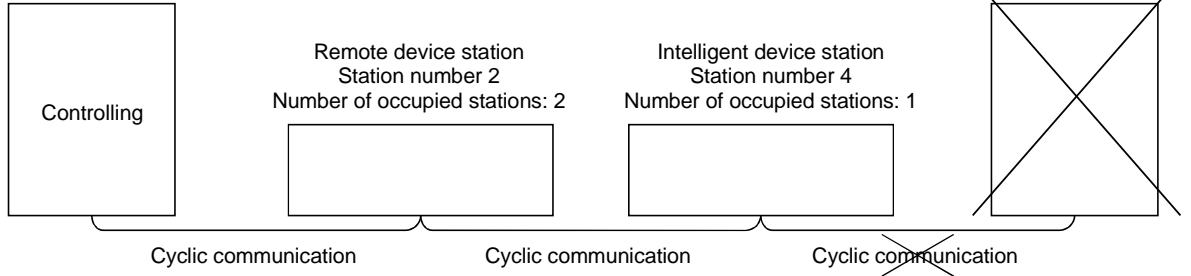 Controlling
Remote device station
Station number 2
Number of occupied stations: 2
Intelligent device station
Station number 4
Number of occupied stations: 1
Cyclic communication
Cyclic communication
Cyclic communication